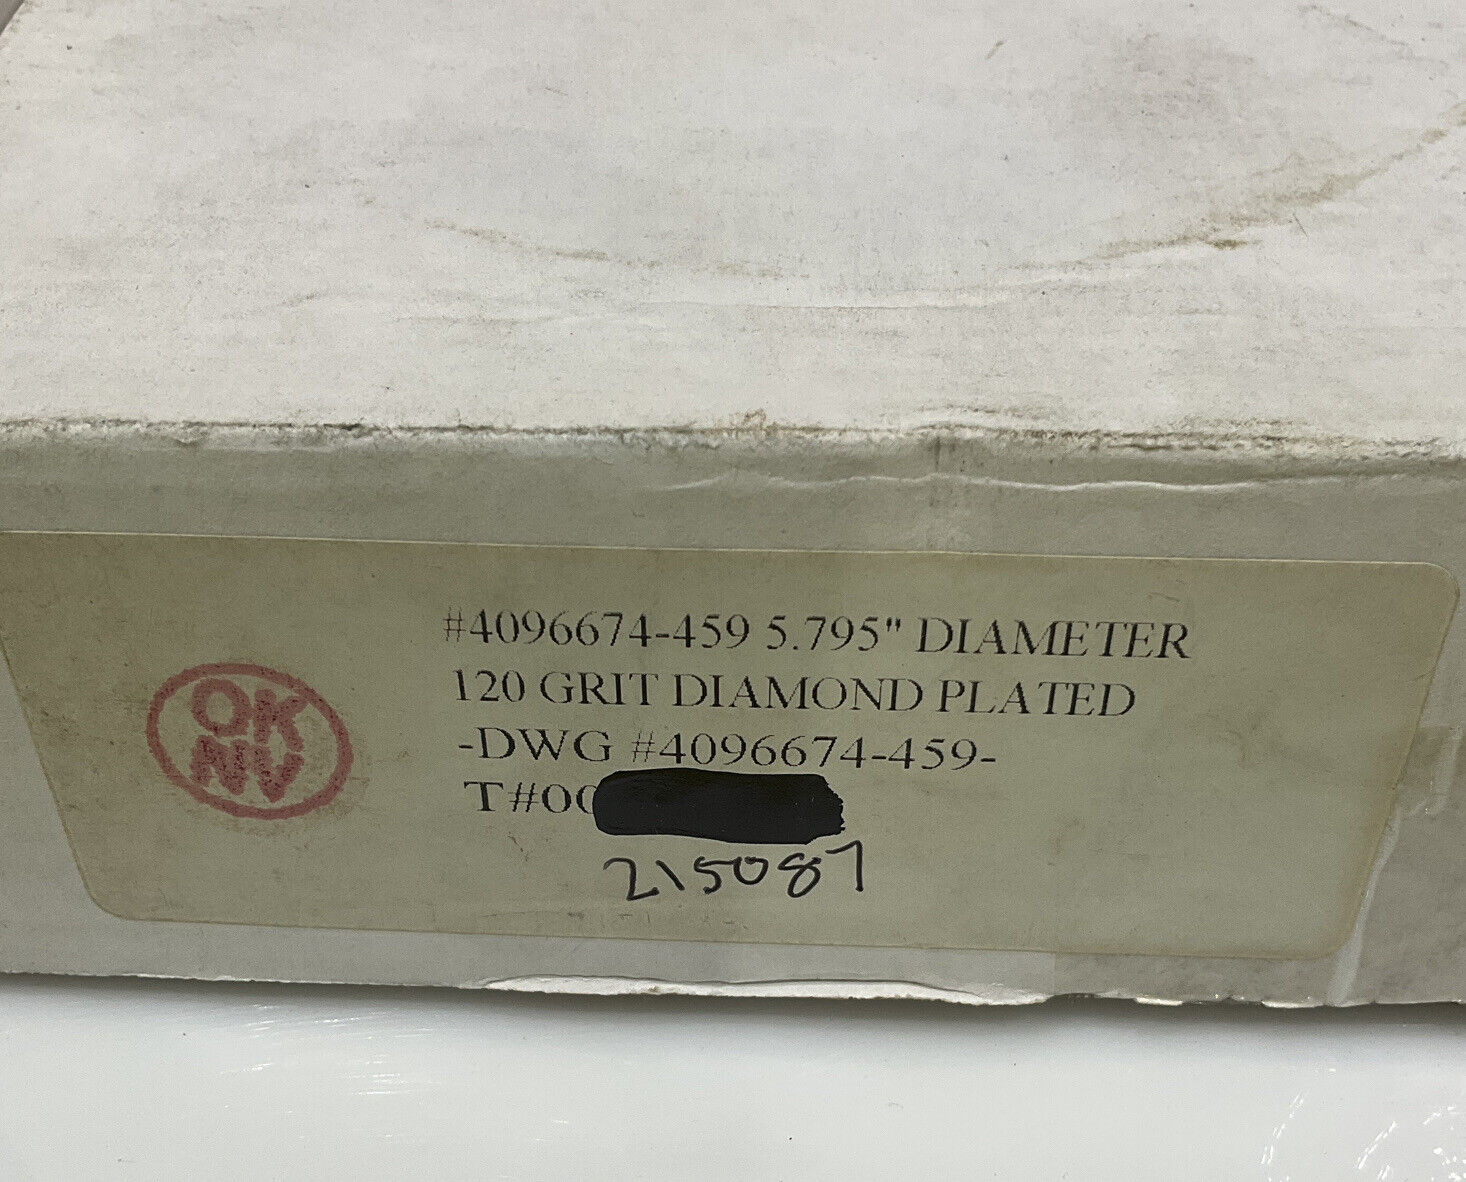 #4096674-459 5.795" DIAMETER
120 GRIT DIAMOND PLATED
-DWG #4096674-459-
T#00
215087
OK
NV